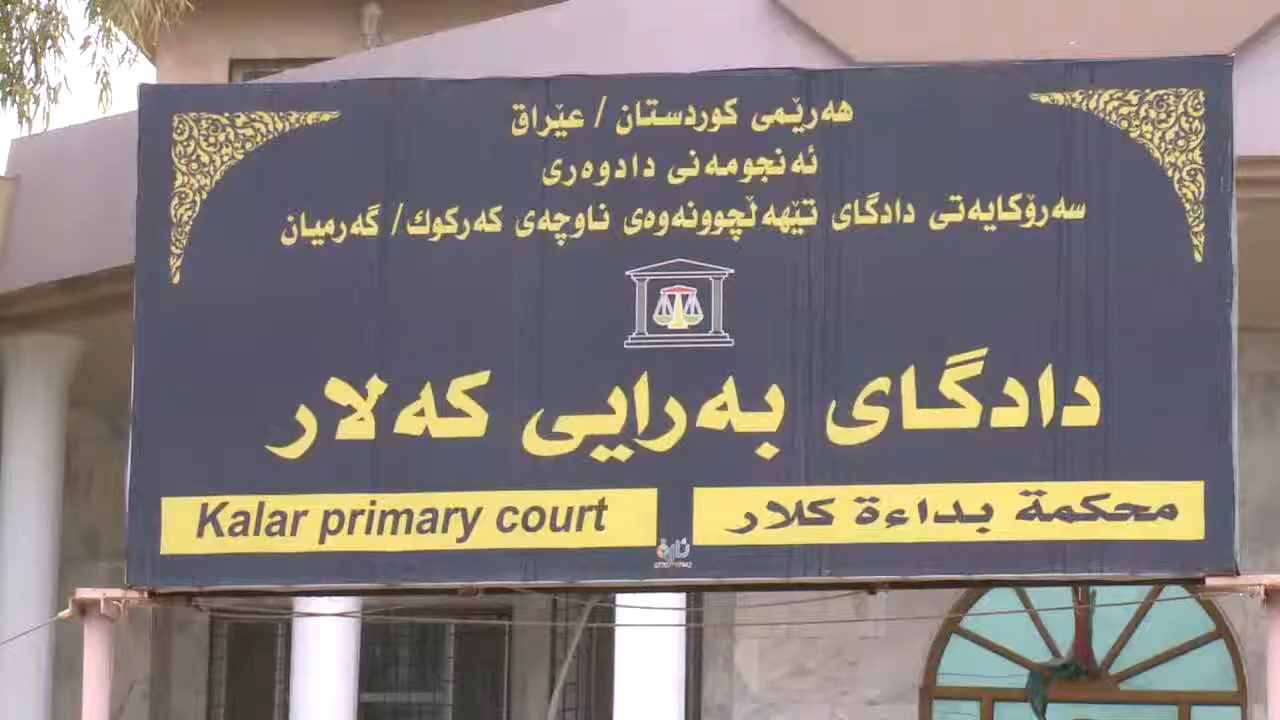 هەرێمی کوردستان / عێراق
ئەنجومەنی دادوەری
سەرۆکایەتی دادگای تێهەڵچوونەوەی ناوچەی کەرکوك/ گەرمیان
دادگای بەرایی کەلار
محكمة بداءة كلار
Kalar primary court